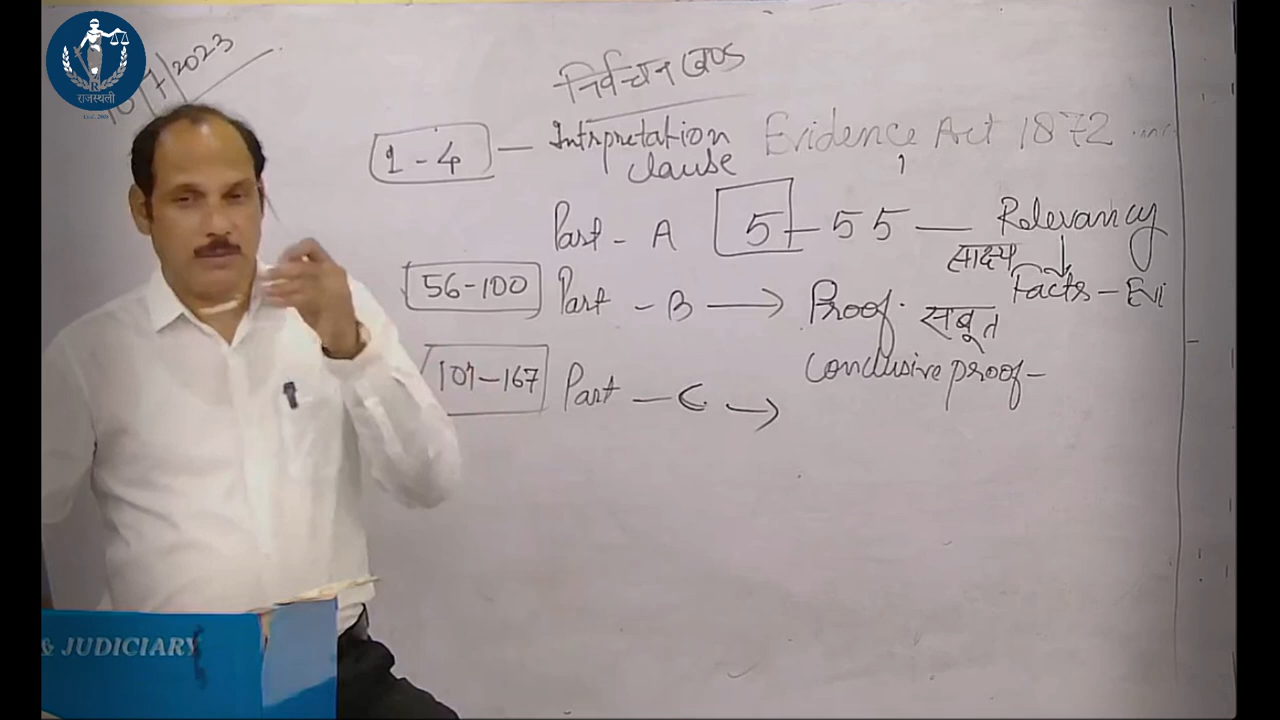 राजस्थली
10/7/2023
निर्वचन खण्ड
1-4 — Intrpretation clause
Evidence Act 1872
Part - A 5 - 55 — Relevancy
साक्ष्य
Facts - Evi
56-100 Part - B → Proof. सबूत
Conclusive proof -
101-167 Part - C →
& JUDICIARY